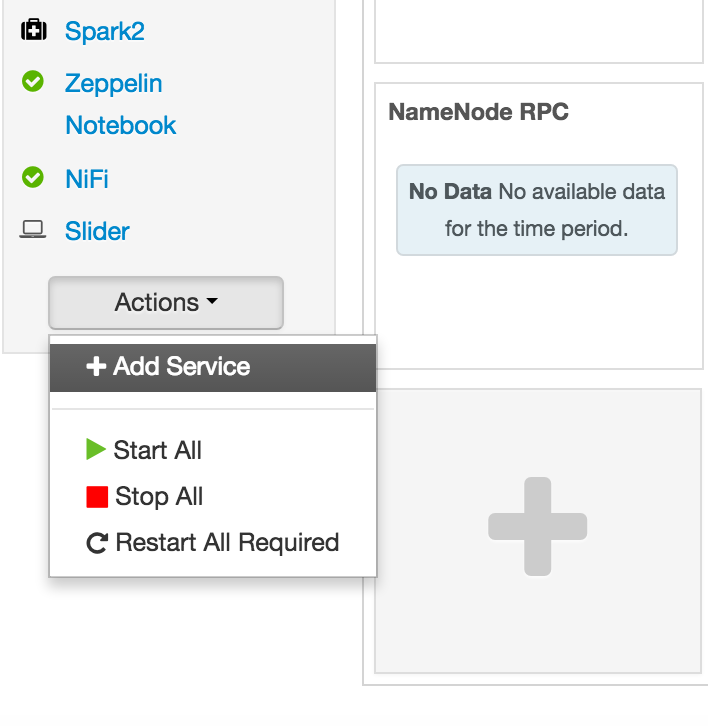 Spark2
Zeppelin
Notebook
NiFi
Slider
Actions
Add Service
Start All
Stop All
Restart All Required
NameNode RPC
No Data No available data
for the time period.